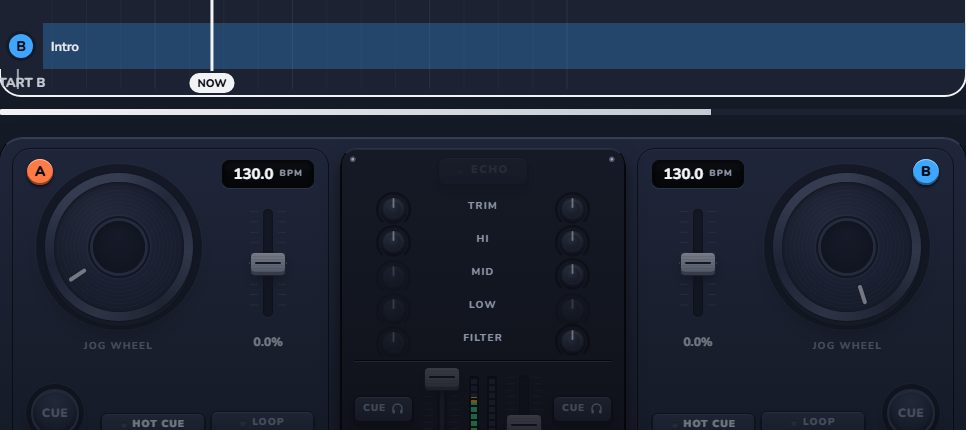 B Intro
TART B
NOW
A 130.0 BPM ECHO 130.0 BPM B
TRIM
HI
MID
LOW
FILTER
JOG WHEEL 0.0% 0.0% JOG WHEEL
CUE HOT CUE LOOP CUE CUE HOT CUE LOOP CUE